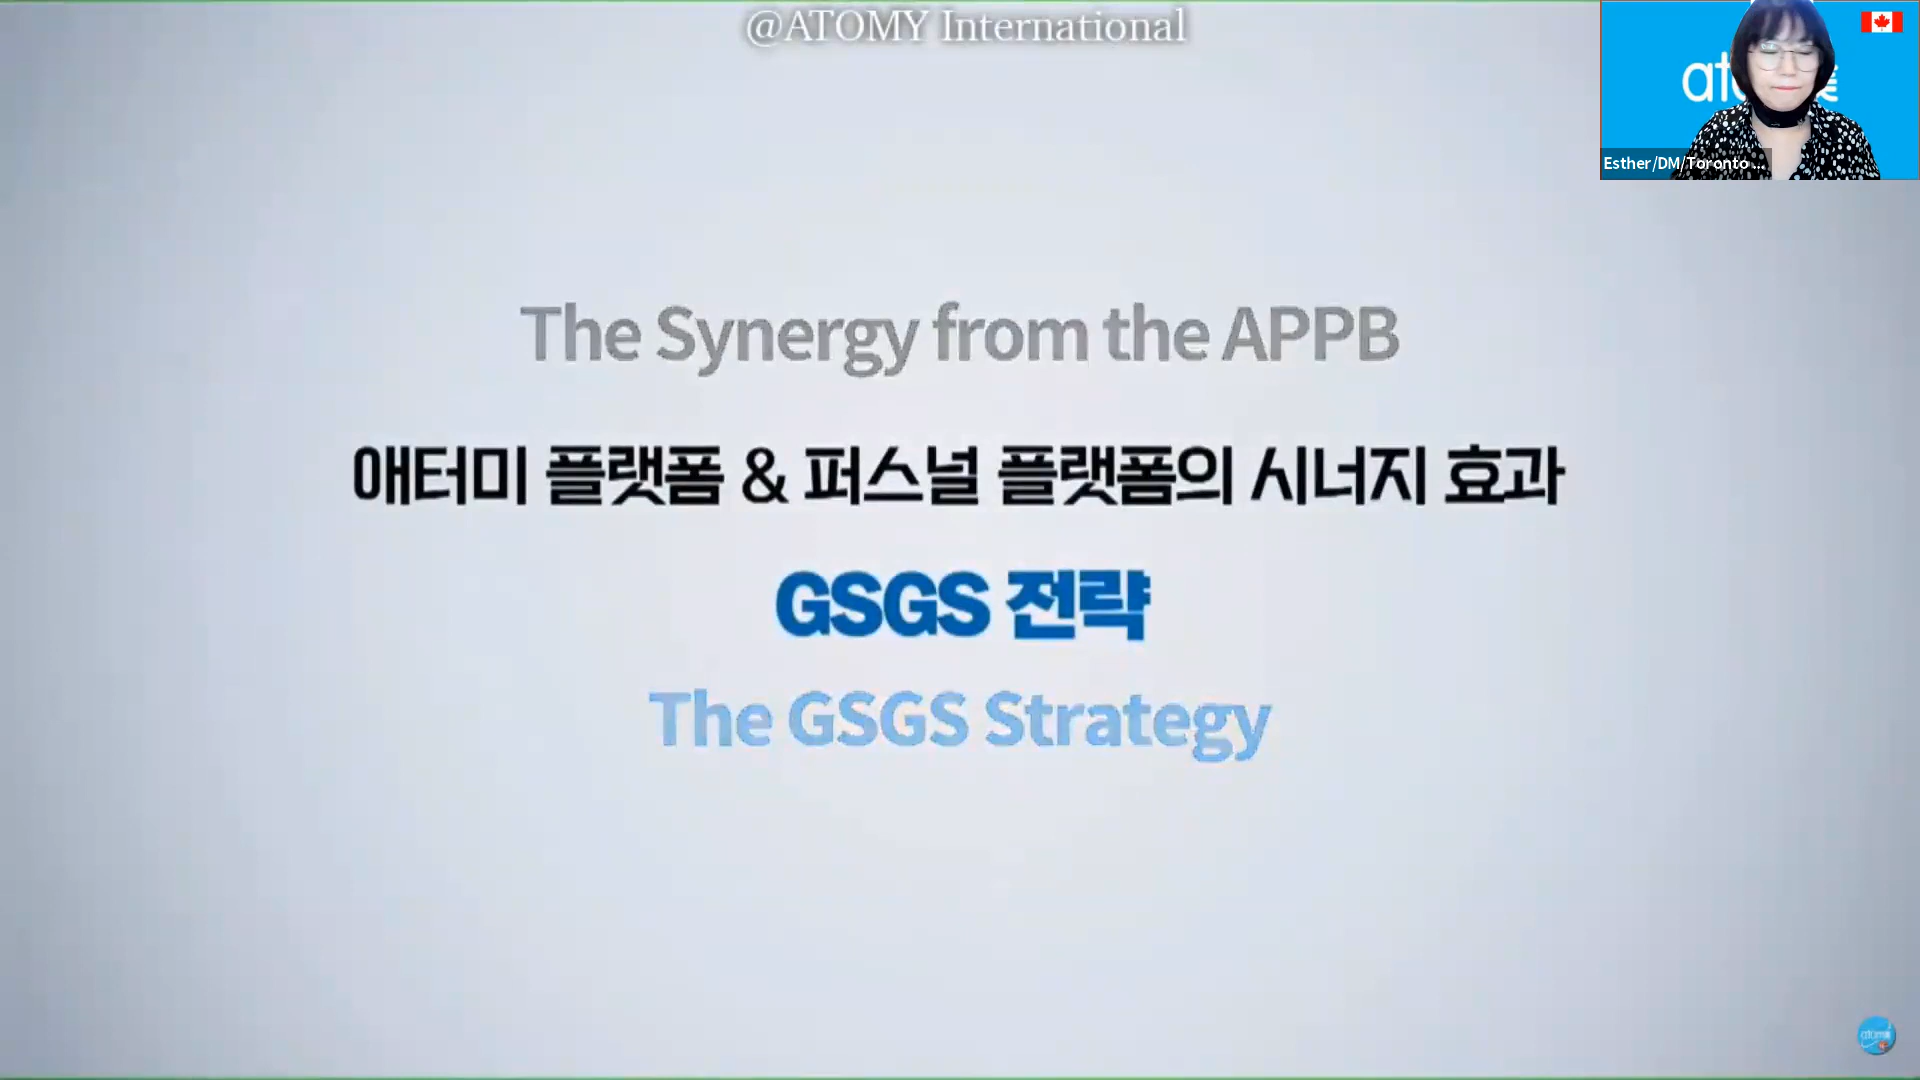 @ATOMY International
Esther/DM/Toronto ...
The Synergy from the APPB
애터미 플랫폼 & 퍼스널 플랫폼의 시너지 효과
GSGS 전략
The GSGS Strategy